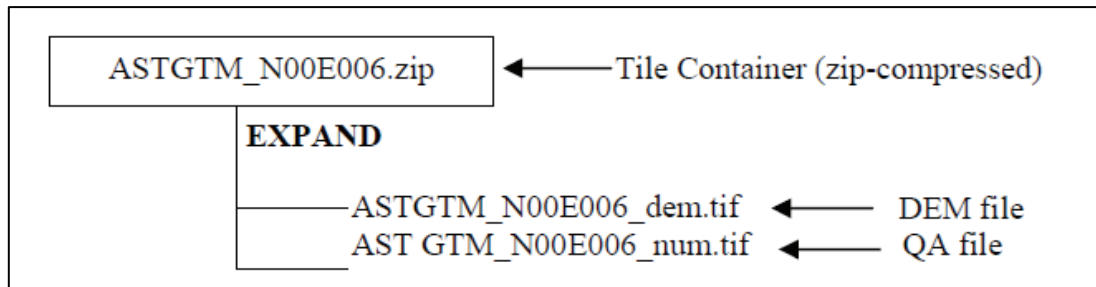 ASTGTM_N00E006.zip Tile Container (zip-compressed)
EXPAND
ASTGTM_N00E006_dem.tif DEM file
AST GTM_N00E006_num.tif QA file